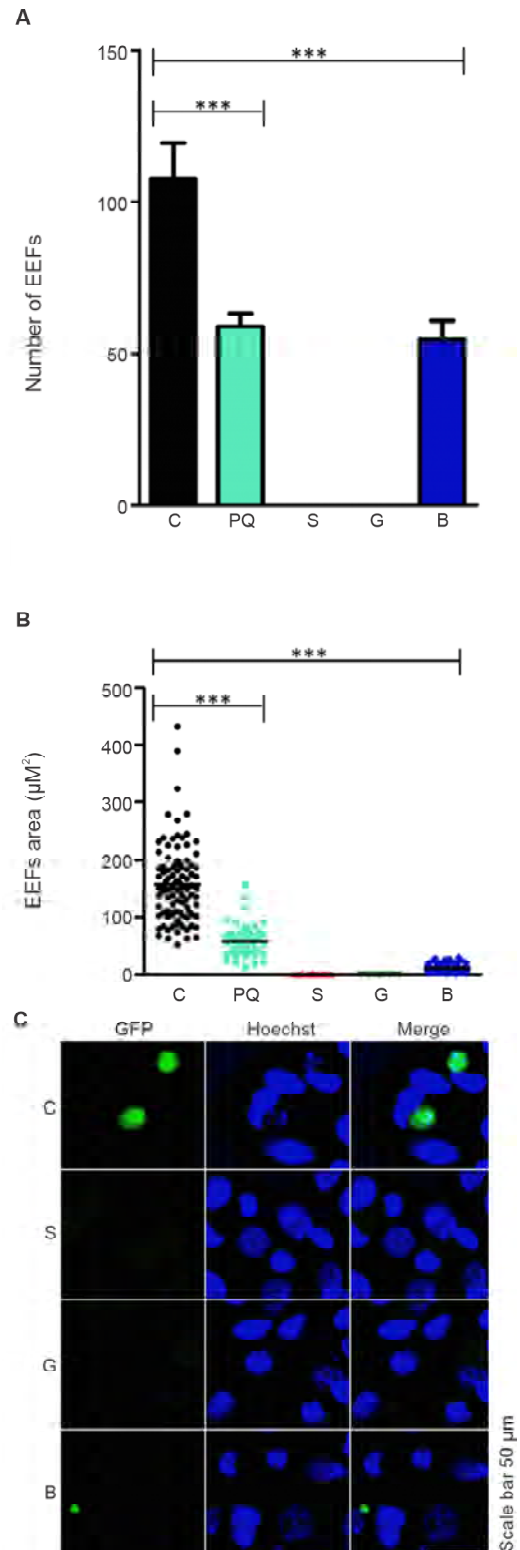 A
***
***
150
100
50
0
Number of EEFs
C PQ S G B
B
***
***
500
400
300
200
100
0
EEFs area (µM²)
C PQ S G B
C
GFP Hoechst Merge
C
S
G
B
Scale bar 50 µm